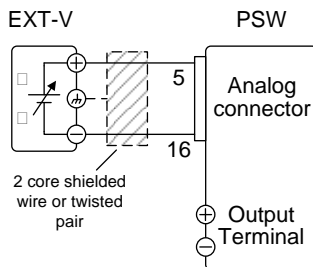 EXT-V
PSW
5
Analog
connector
16
2 core shielded
wire or twisted
pair
Output
Terminal